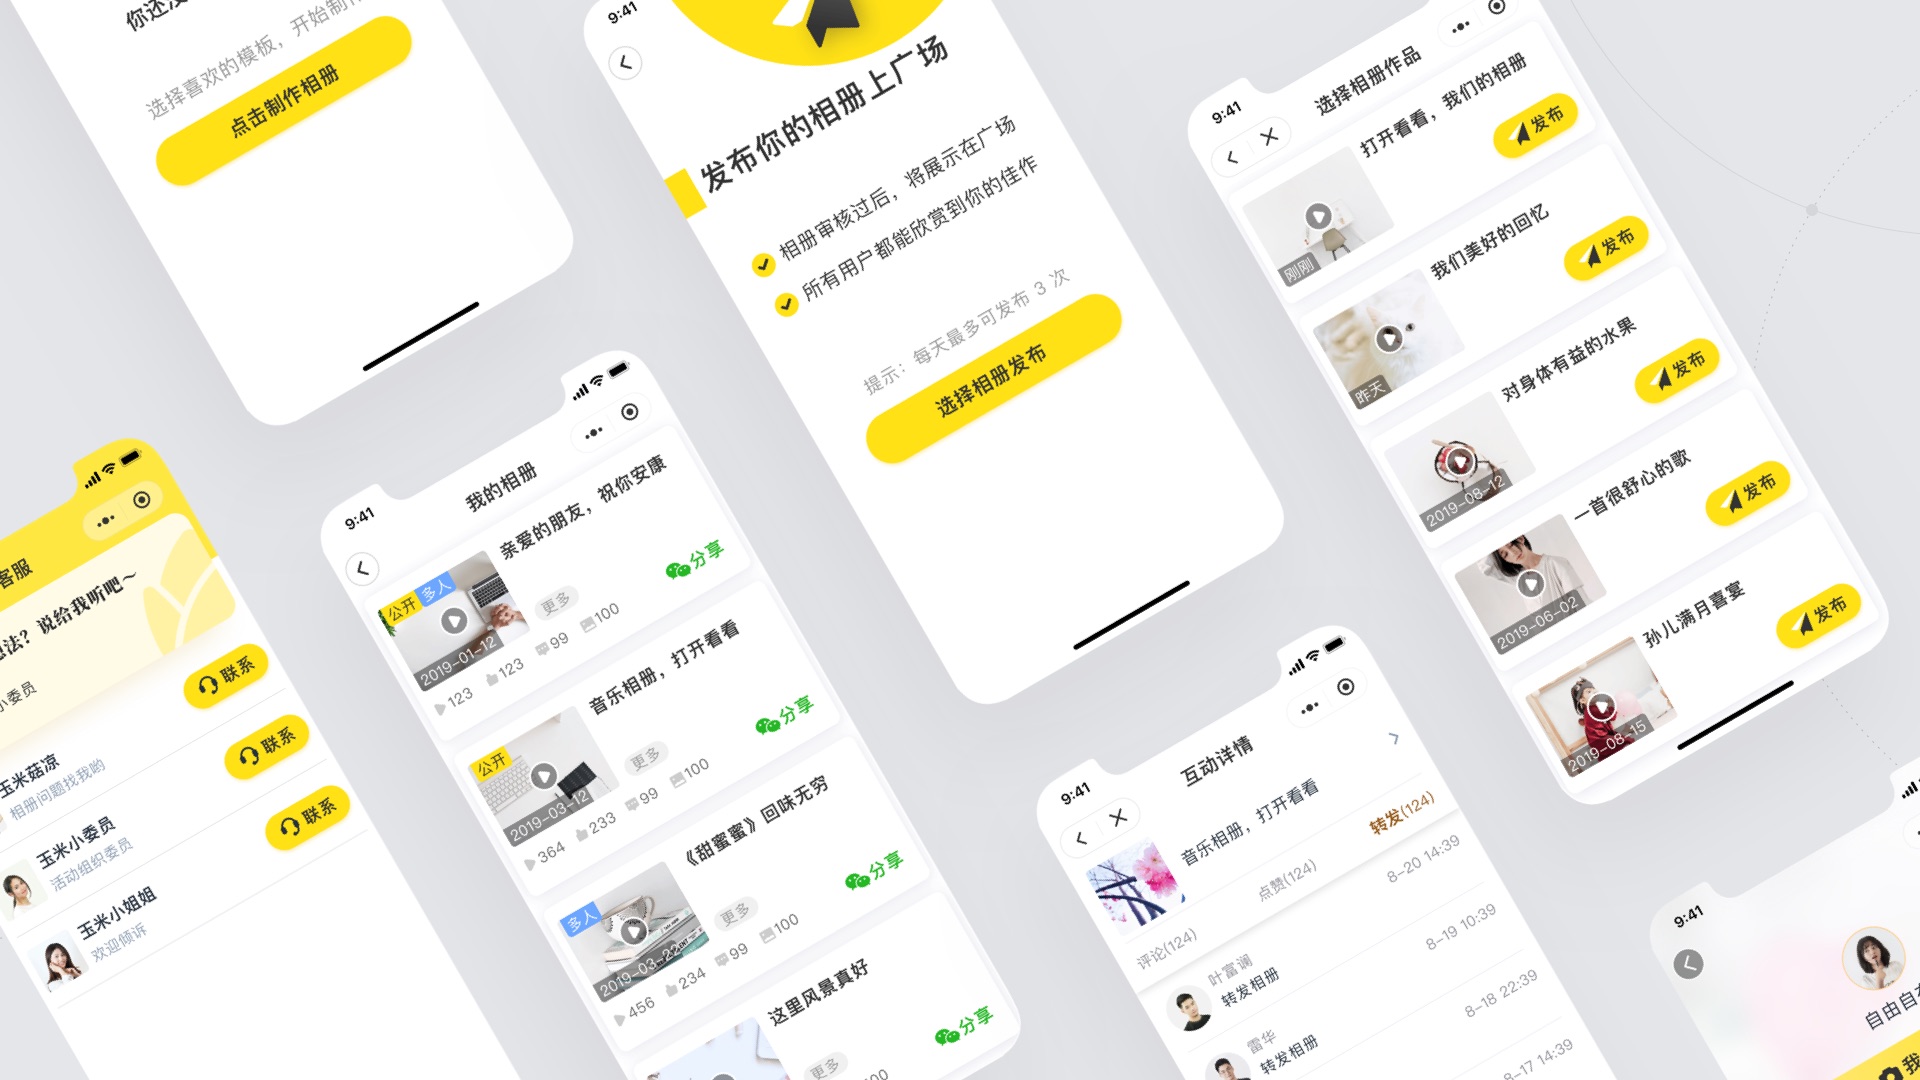 选择喜欢的模板，开始制作相册
点击制作相册
9:41
发布你的相册上广场
相册审核过后，将展示在广场
所有用户都能欣赏到你的佳作
提示：每天最多可发布 3 次
选择相册发布
9:41
选择相册作品
打开看看，我们的相册
发布
刚刚
我们美好的回忆
发布
昨天
对身体有益的水果
发布
2019-08-12
一首很舒心的歌
发布
2019-06-02
孙儿满月喜宴
发布
2019-08-15
客服
说给我听吧～
小委员
联系
玉米菇凉
相册问题找我哟
联系
玉米小委员
活动组织委员
联系
玉米小姐姐
欢迎倾诉
9:41
我的相册
亲爱的朋友，祝你安康
公开
多人
2019-01-12
更多
分享
123
123
99
100
音乐相册，打开看看
公开
2019-03-12
更多
分享
364
233
99
100
《甜蜜蜜》回味无穷
多人
2019-03-22
更多
分享
456
234
99
100
这里风景真好
更多
分享
9:41
互动详情
音乐相册，打开看看
评论(124)
点赞(124)
转发(124)
叶富谰
转发相册
8-20 14:39
雷华
转发相册
8-19 10:39
8-18 22:39
8-17 14:39
9:41
自由自在
我